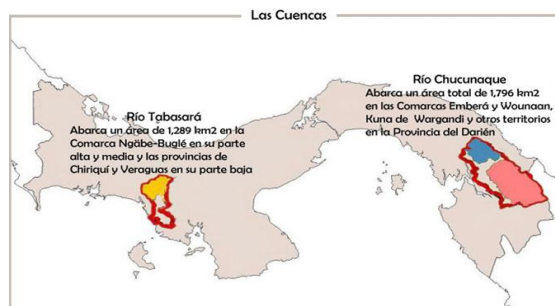 Las Cuencas
Río Chucunaque
Abarca un área total de 1,796 km2
en las Comarcas Emberá y Wounaan,
Kuna de Wargandi y otros territorios
en la Provincia del Darién
Río Tabasará
Abarca un área de 1,289 km2 en la
Comarca Ngäbe-Buglé en su parte
alta y media y las provincias de
Chiriquí y Veraguas en su parte baja